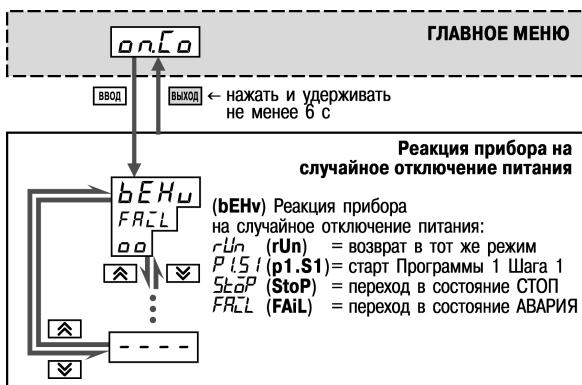 on.Co
ГЛАВНОЕ МЕНЮ
ВВОД
ВЫХОД ← нажать и удерживать
не менее 6 с
Реакция прибора на
случайное отключение питания
bEHv
FAiL
oo
(bEHv) Реакция прибора
на случайное отключение питания:
rUn (rUn) = возврат в тот же режим
P1.S1 (p1.S1) = старт Программы 1 Шага 1
StoP (StoP) = переход в состояние СТОП
FAiL (FAiL) = переход в состояние АВАРИЯ
- - - -